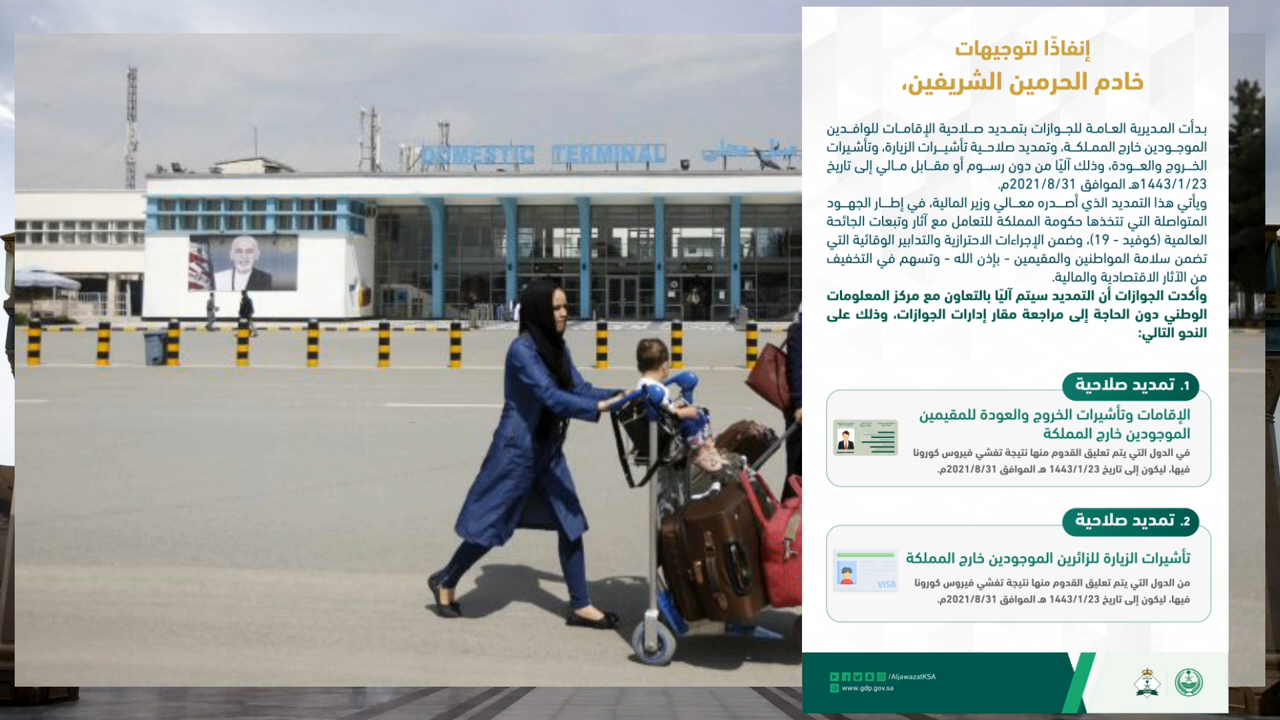 DOMESTIC TERMINAL
إنفاذًا لتوجيهات
خادم الحرمين الشريفين،
بدأت المديرية العامة للجوازات بتمديد صلاحية الإقامات للوافدين
الموجودين خارج المملكة، وتمديد صلاحية تأشيرات الزيارة، وتأشيرات
الخروج والعودة، وذلك آليًا من دون رسوم أو مقابل مالي إلى تاريخ
1443/1/23هـ الموافق 2021/8/31م.
ويأتي هذا التمديد الذي أصدره معالي وزير المالية، في إطار الجهود
المتواصلة التي تتخذها حكومة المملكة للتعامل مع آثار وتبعات الجائحة
العالمية (كوفيد - 19)، وضمن الإجراءات الاحترازية والتدابير الوقائية التي
تضمن سلامة المواطنين والمقيمين - بإذن الله - وتسهم في التخفيف
من الآثار الاقتصادية والمالية.
وأكدت الجوازات أن التمديد سيتم آليًا بالتعاون مع مركز المعلومات
الوطني دون الحاجة إلى مراجعة مقار إدارات الجوازات، وذلك على
النحو التالي:
1. تمديد صلاحية
الإقامات وتأشيرات الخروج والعودة للمقيمين
الموجودين خارج المملكة
في الدول التي يتم تعليق القدوم منها نتيجة تفشي فيروس كورونا
فيها، ليكون إلى تاريخ 1443/1/23 هـ الموافق 2021/8/31م.
2. تمديد صلاحية
تأشيرات الزيارة للزائرين الموجودين خارج المملكة
VISA
من الدول التي يتم تعليق القدوم منها نتيجة تفشي فيروس كورونا
فيها، ليكون إلى تاريخ 1443/1/23 هـ الموافق 2021/8/31م.
/AljawazatKSA
www.gdp.gov.sa